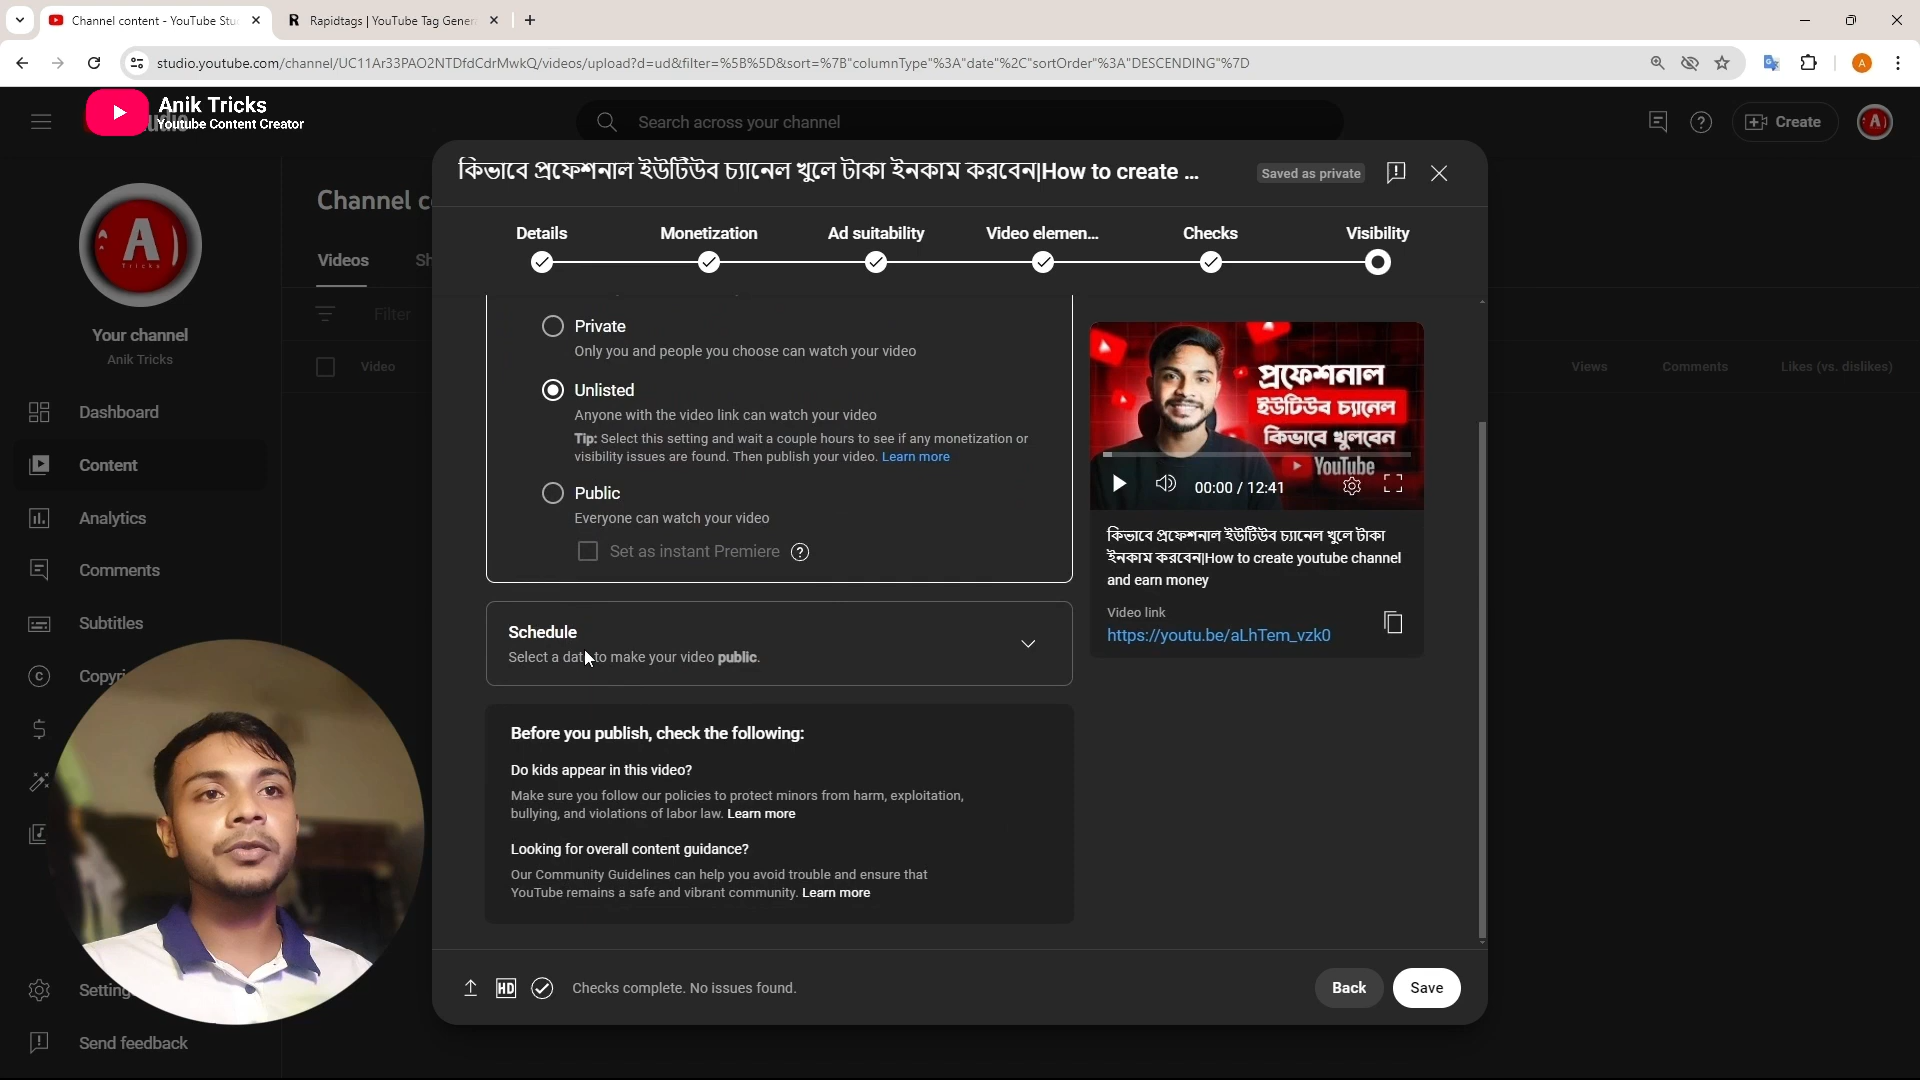 Channel content - YouTube Stu
Rapidtags | YouTube Tag Gener
studio.youtube.com/channel/UC11Ar33PAO2NTDfdCdrMwkQ/videos/upload?d=ud&filter=%5B%5D&sort=%7B"columnType"%3A"date"%2C"sortOrder"%3A"DESCENDING"%7D
A
Anik Tricks
Youtube Content Creator
Search across your channel
Create
কিভাবে প্রফেশনাল ইউটিউব চ্যানেল খুলে টাকা ইনকাম করবেন|How to create ...
Saved as private
Channel c
Details
Monetization
Ad suitability
Video elemen...
Checks
Visibility
Videos
Sh
Filter
Video
Views
Comments
Likes (vs. dislikes)
A
Tricks
Your channel
Anik Tricks
Dashboard
Content
Analytics
Comments
Subtitles
Copyri
Setting
Send feedback
Private
Only you and people you choose can watch your video
Unlisted
Anyone with the video link can watch your video
Tip: Select this setting and wait a couple hours to see if any monetization or
visibility issues are found. Then publish your video. Learn more
Public
Everyone can watch your video
Set as instant Premiere
Schedule
Select a dat to make your video public.
Before you publish, check the following:
Do kids appear in this video?
Make sure you follow our policies to protect minors from harm, exploitation,
bullying, and violations of labor law. Learn more
Looking for overall content guidance?
Our Community Guidelines can help you avoid trouble and ensure that
YouTube remains a safe and vibrant community. Learn more
প্রফেশনাল
ইউটিউব চ্যানেল
কিভাবে খুলবেন
YouTube
00:00 / 12:41
কিভাবে প্রফেশনাল ইউটিউব চ্যানেল খুলে টাকা
ইনকাম করবেন|How to create youtube channel
and earn money
Video link
https://youtu.be/aLhTem_vzk0
HD
Checks complete. No issues found.
Back
Save